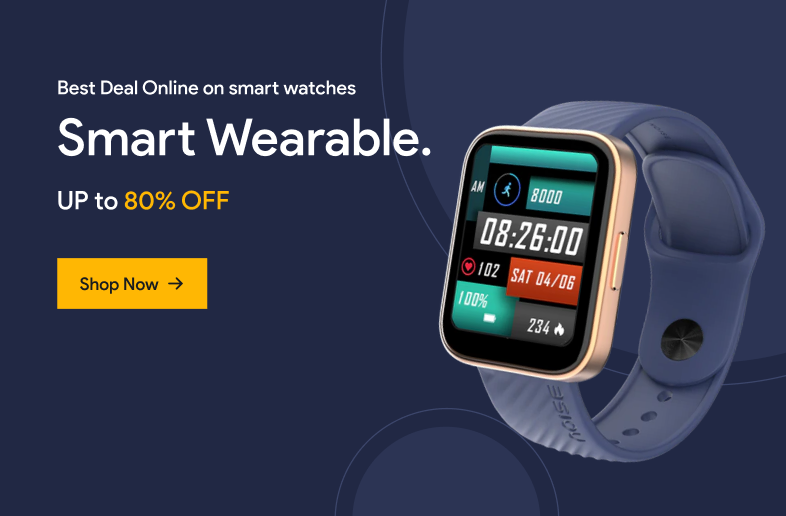 Best Deal Online on smart watches
Smart Wearable.
UP to 80% OFF
Shop Now →
AM
8000
08:26:00
102
SAT 04/06
100%
234
noise